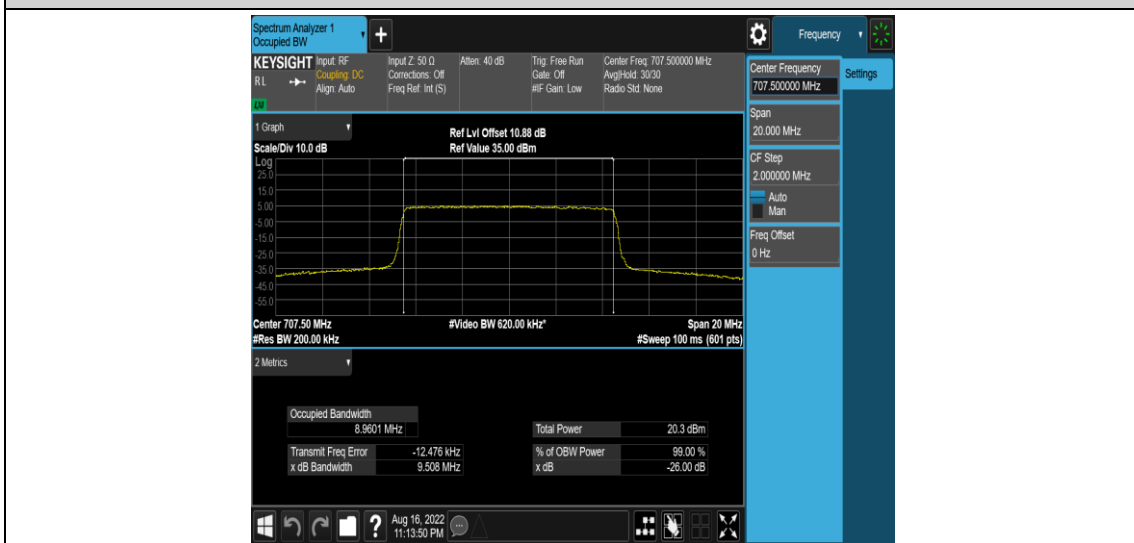 Spectrum Analyzer 1
Occupied BW
+
Frequency
KEYSIGHT
RL
LXI
Input: RF
Coupling: DC
Align: Auto
Input Z: 50 Ω
Corrections: Off
Freq Ref: Int (S)
Atten: 40 dB
Trig: Free Run
Gate: Off
#IF Gain: Low
Center Freq: 707.500000 MHz
Avg|Hold: 30/30
Radio Std: None
Center Frequency
707.500000 MHz
Settings
Span
20.000 MHz
CF Step
2.000000 MHz
Auto
Man
Freq Offset
0 Hz
1 Graph
Scale/Div 10.0 dB
Ref Lvl Offset 10.88 dB
Ref Value 35.00 dBm
Log
25.0
15.0
5.00
-5.00
-15.0
-25.0
-35.0
-45.0
-55.0
Center 707.50 MHz
#Video BW 620.00 kHz*
Span 20 MHz
#Res BW 200.00 kHz
#Sweep 100 ms (601 pts)
2 Metrics
Occupied Bandwidth
8.9601 MHz
Total Power 20.3 dBm
Transmit Freq Error -12.476 kHz
% of OBW Power 99.00 %
x dB Bandwidth 9.508 MHz
x dB -26.00 dB
?
Aug 16, 2022
11:13:50 PM